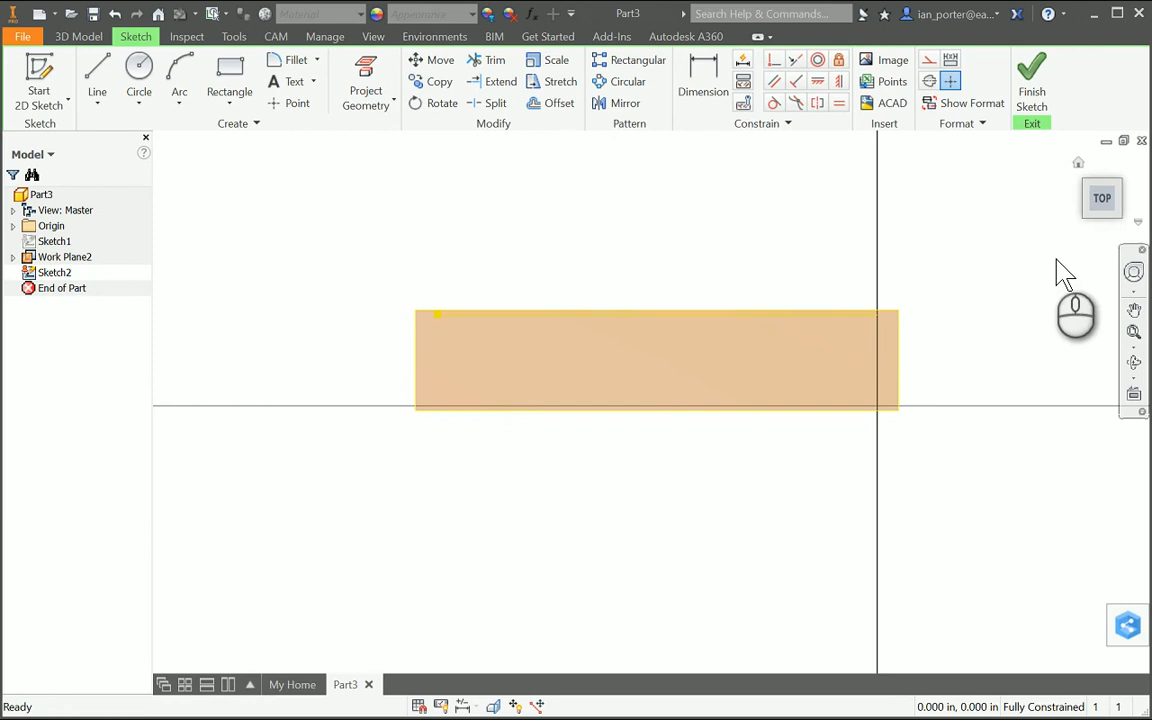 Material
Appearance
Part3
Search Help & Commands...
ian_porter@ea...
PRO
File
3D Model
Sketch
Inspect
Tools
CAM
Manage
View
Environments
BIM
Get Started
Add-Ins
Autodesk A360
Start
2D Sketch
Line
Circle
Arc
Rectangle
Fillet
Text
Point
Project
Geometry
Move
Copy
Rotate
Trim
Extend
Split
Scale
Stretch
Offset
Rectangular
Circular
Mirror
Dimension
Image
Points
ACAD
Show Format
Finish
Sketch
Sketch
Create
Modify
Pattern
Constrain
Insert
Format
Exit
Model
Part3
View: Master
Origin
Sketch1
Work Plane2
Sketch2
End of Part
TOP
My Home
Part3
Ready
0.000 in, 0.000 in
Fully Constrained
1
1